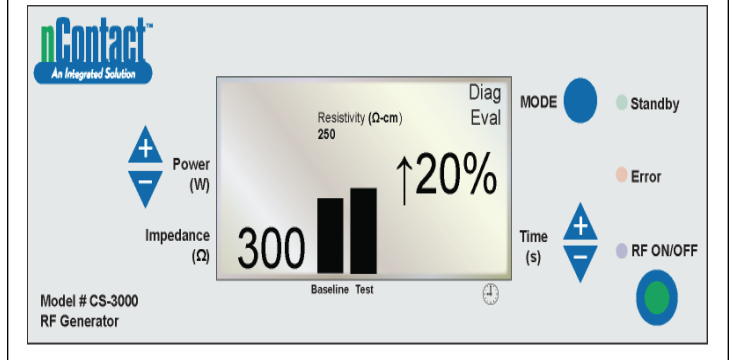 nContact
An Integrated Solution
Diag
Eval
Resistivity (Ω-cm)
250
↑20%
300
Baseline Test
+
Power
(W)
−
Impedance
(Ω)
MODE
Standby
Error
Time
(s)
+
−
RF ON/OFF
Model # CS-3000
RF Generator